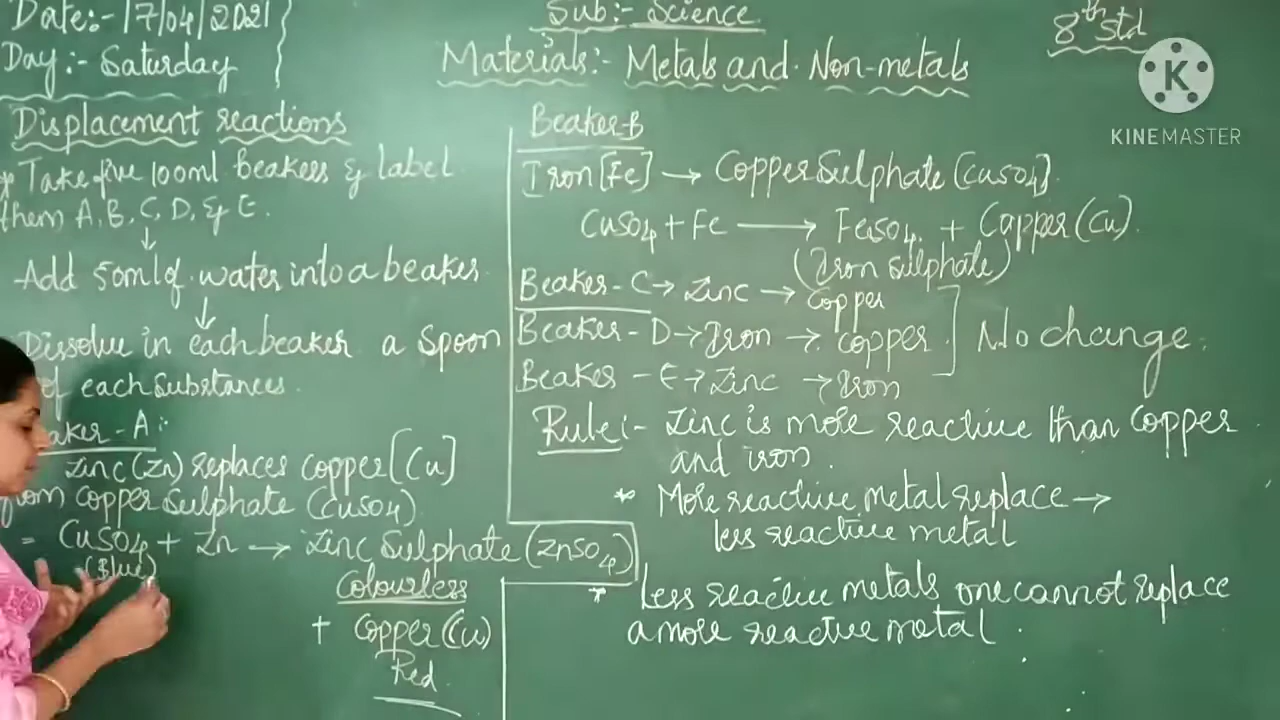 Date:- 17/04/2021
Day:- Saturday
Sub:- Science
8th Std
Materials:- Metals and Non-metals
K
KINEMASTER
Displacement reactions
* Take five 100ml beakers & label
them A, B, C, D, & E.
↓
Add 50ml of water into a beaker
↓
Dissolve in each beaker a spoon
of each substances.
aker - A:
Zinc (Zn) replaces copper [Cu]
from copper sulphate (CuSO4)
= CuSO4 + Zn → Zinc Sulphate (ZnSO4)
(Blue)
Colourless
+ Copper (Cu)
Red
Beaker-B
Iron [Fe] → Copper Sulphate [CuSO4].
CuSO4 + Fe → FeSO4 + Copper (Cu).
(Iron sulphate)
Beaker - C → Zinc → Copper
Beaker - D → Iron → Copper
No change.
Beaker - E → Zinc → Iron
Rule:- Zinc is more reactive than Copper
and iron.
* More reactive metal replace →
less reactive metal
* Less reactive metals one cannot replace
a more reactive metal.